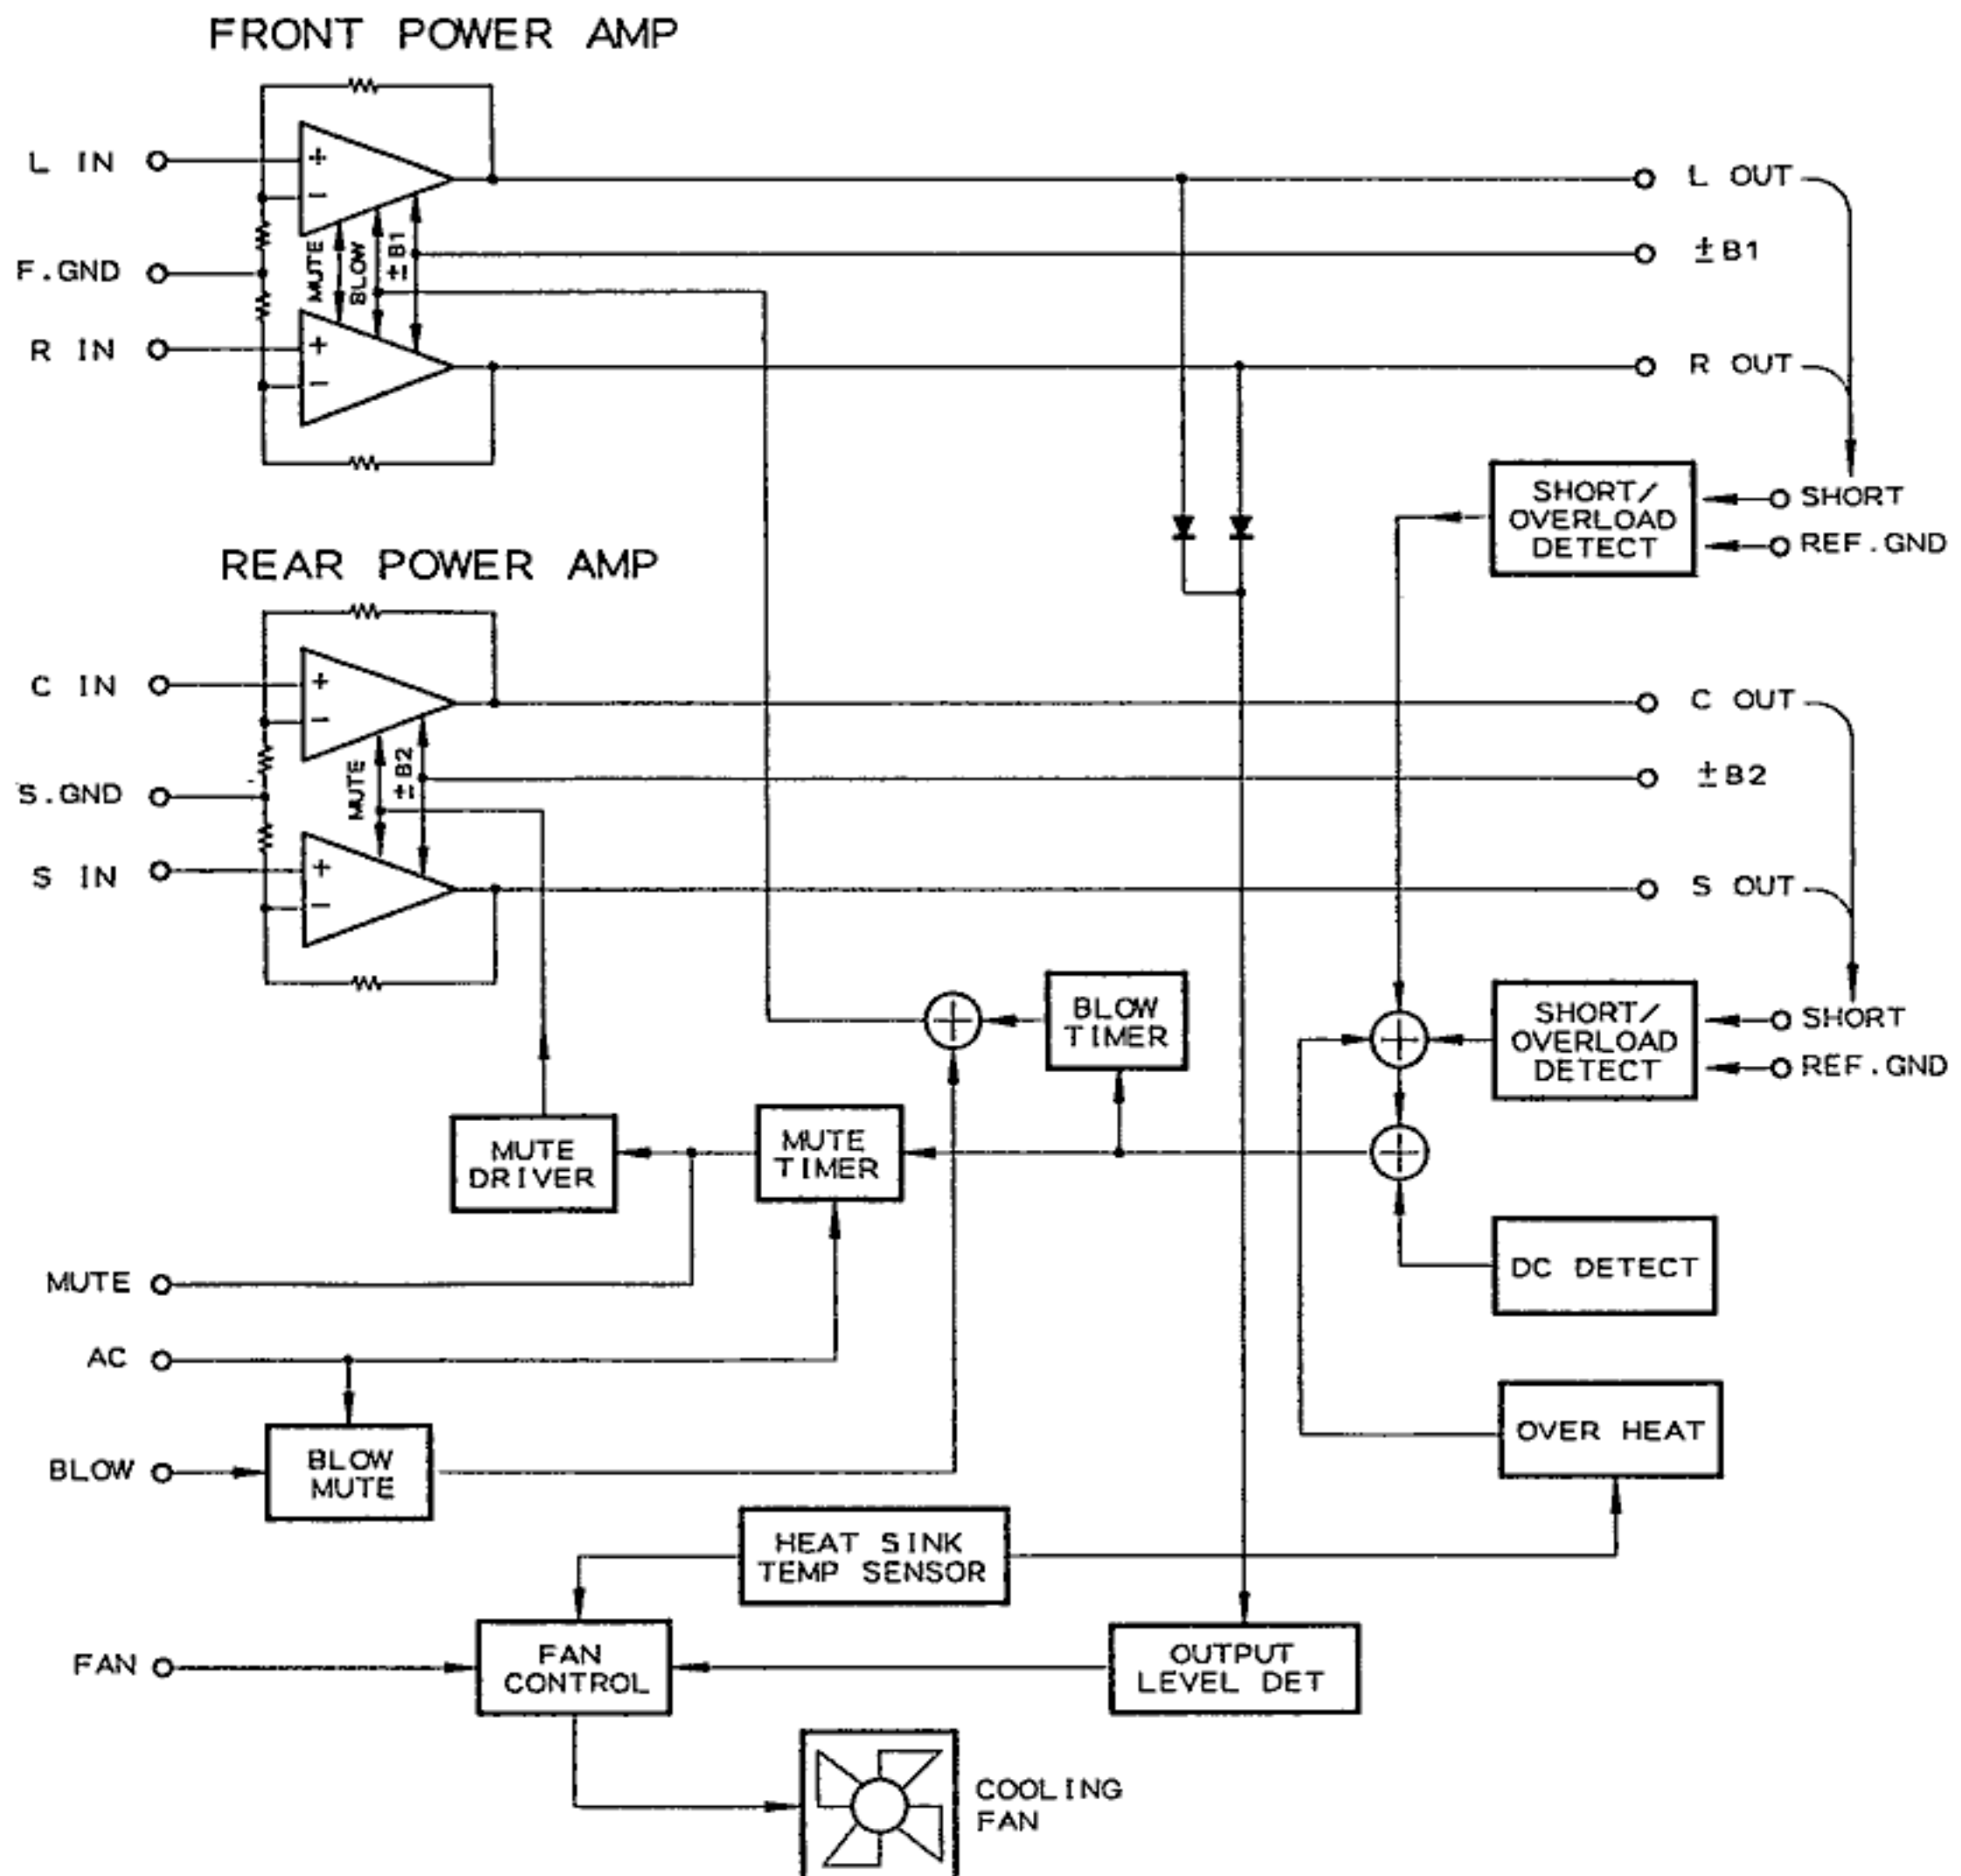 FRONT POWER AMP
L IN
+
−
L OUT
MUTE
BLOW
±B1
±B1
F.GND
R IN
+
−
R OUT
SHORT/
OVERLOAD
DETECT
SHORT
REF.GND
REAR POWER AMP
C IN
+
−
C OUT
MUTE
±B2
±B2
S.GND
S IN
+
−
S OUT
BLOW
TIMER
SHORT/
OVERLOAD
DETECT
SHORT
REF.GND
MUTE
DRIVER
MUTE
TIMER
DC DETECT
MUTE
AC
OVER HEAT
BLOW
BLOW
MUTE
HEAT SINK
TEMP SENSOR
FAN
FAN
CONTROL
OUTPUT
LEVEL DET
COOLING
FAN